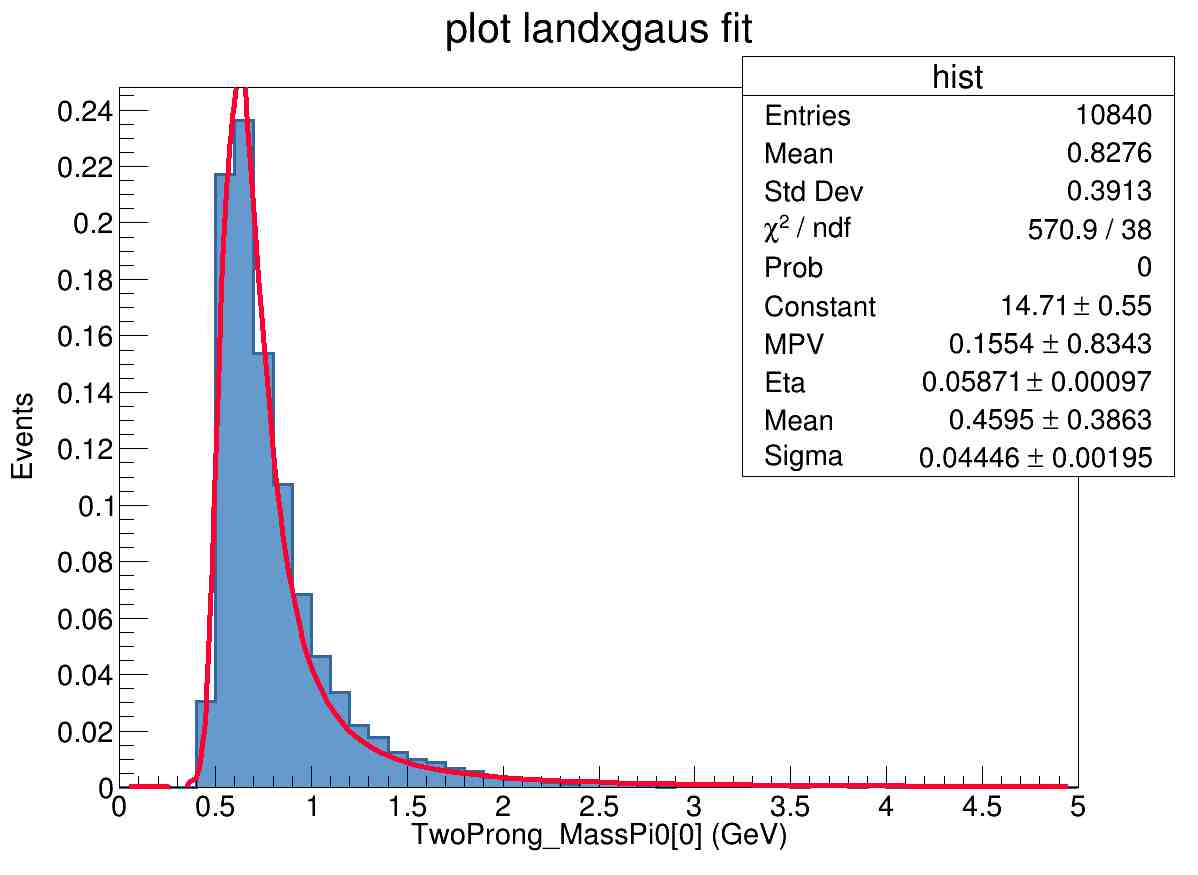 plot landxgaus fit
hist
Entries 10840
Mean 0.8276
Std Dev 0.3913
χ² / ndf 570.9 / 38
Prob 0
Constant 14.71 ± 0.55
MPV 0.1554 ± 0.8343
Eta 0.05871 ± 0.00097
Mean 0.4595 ± 0.3863
Sigma 0.04446 ± 0.00195
0.24
0.22
0.2
0.18
0.16
0.14
0.12
0.1
0.08
0.06
0.04
0.02
0
Events
0 0.5 1 1.5 2 2.5 3 3.5 4 4.5 5
TwoProng_MassPi0[0] (GeV)